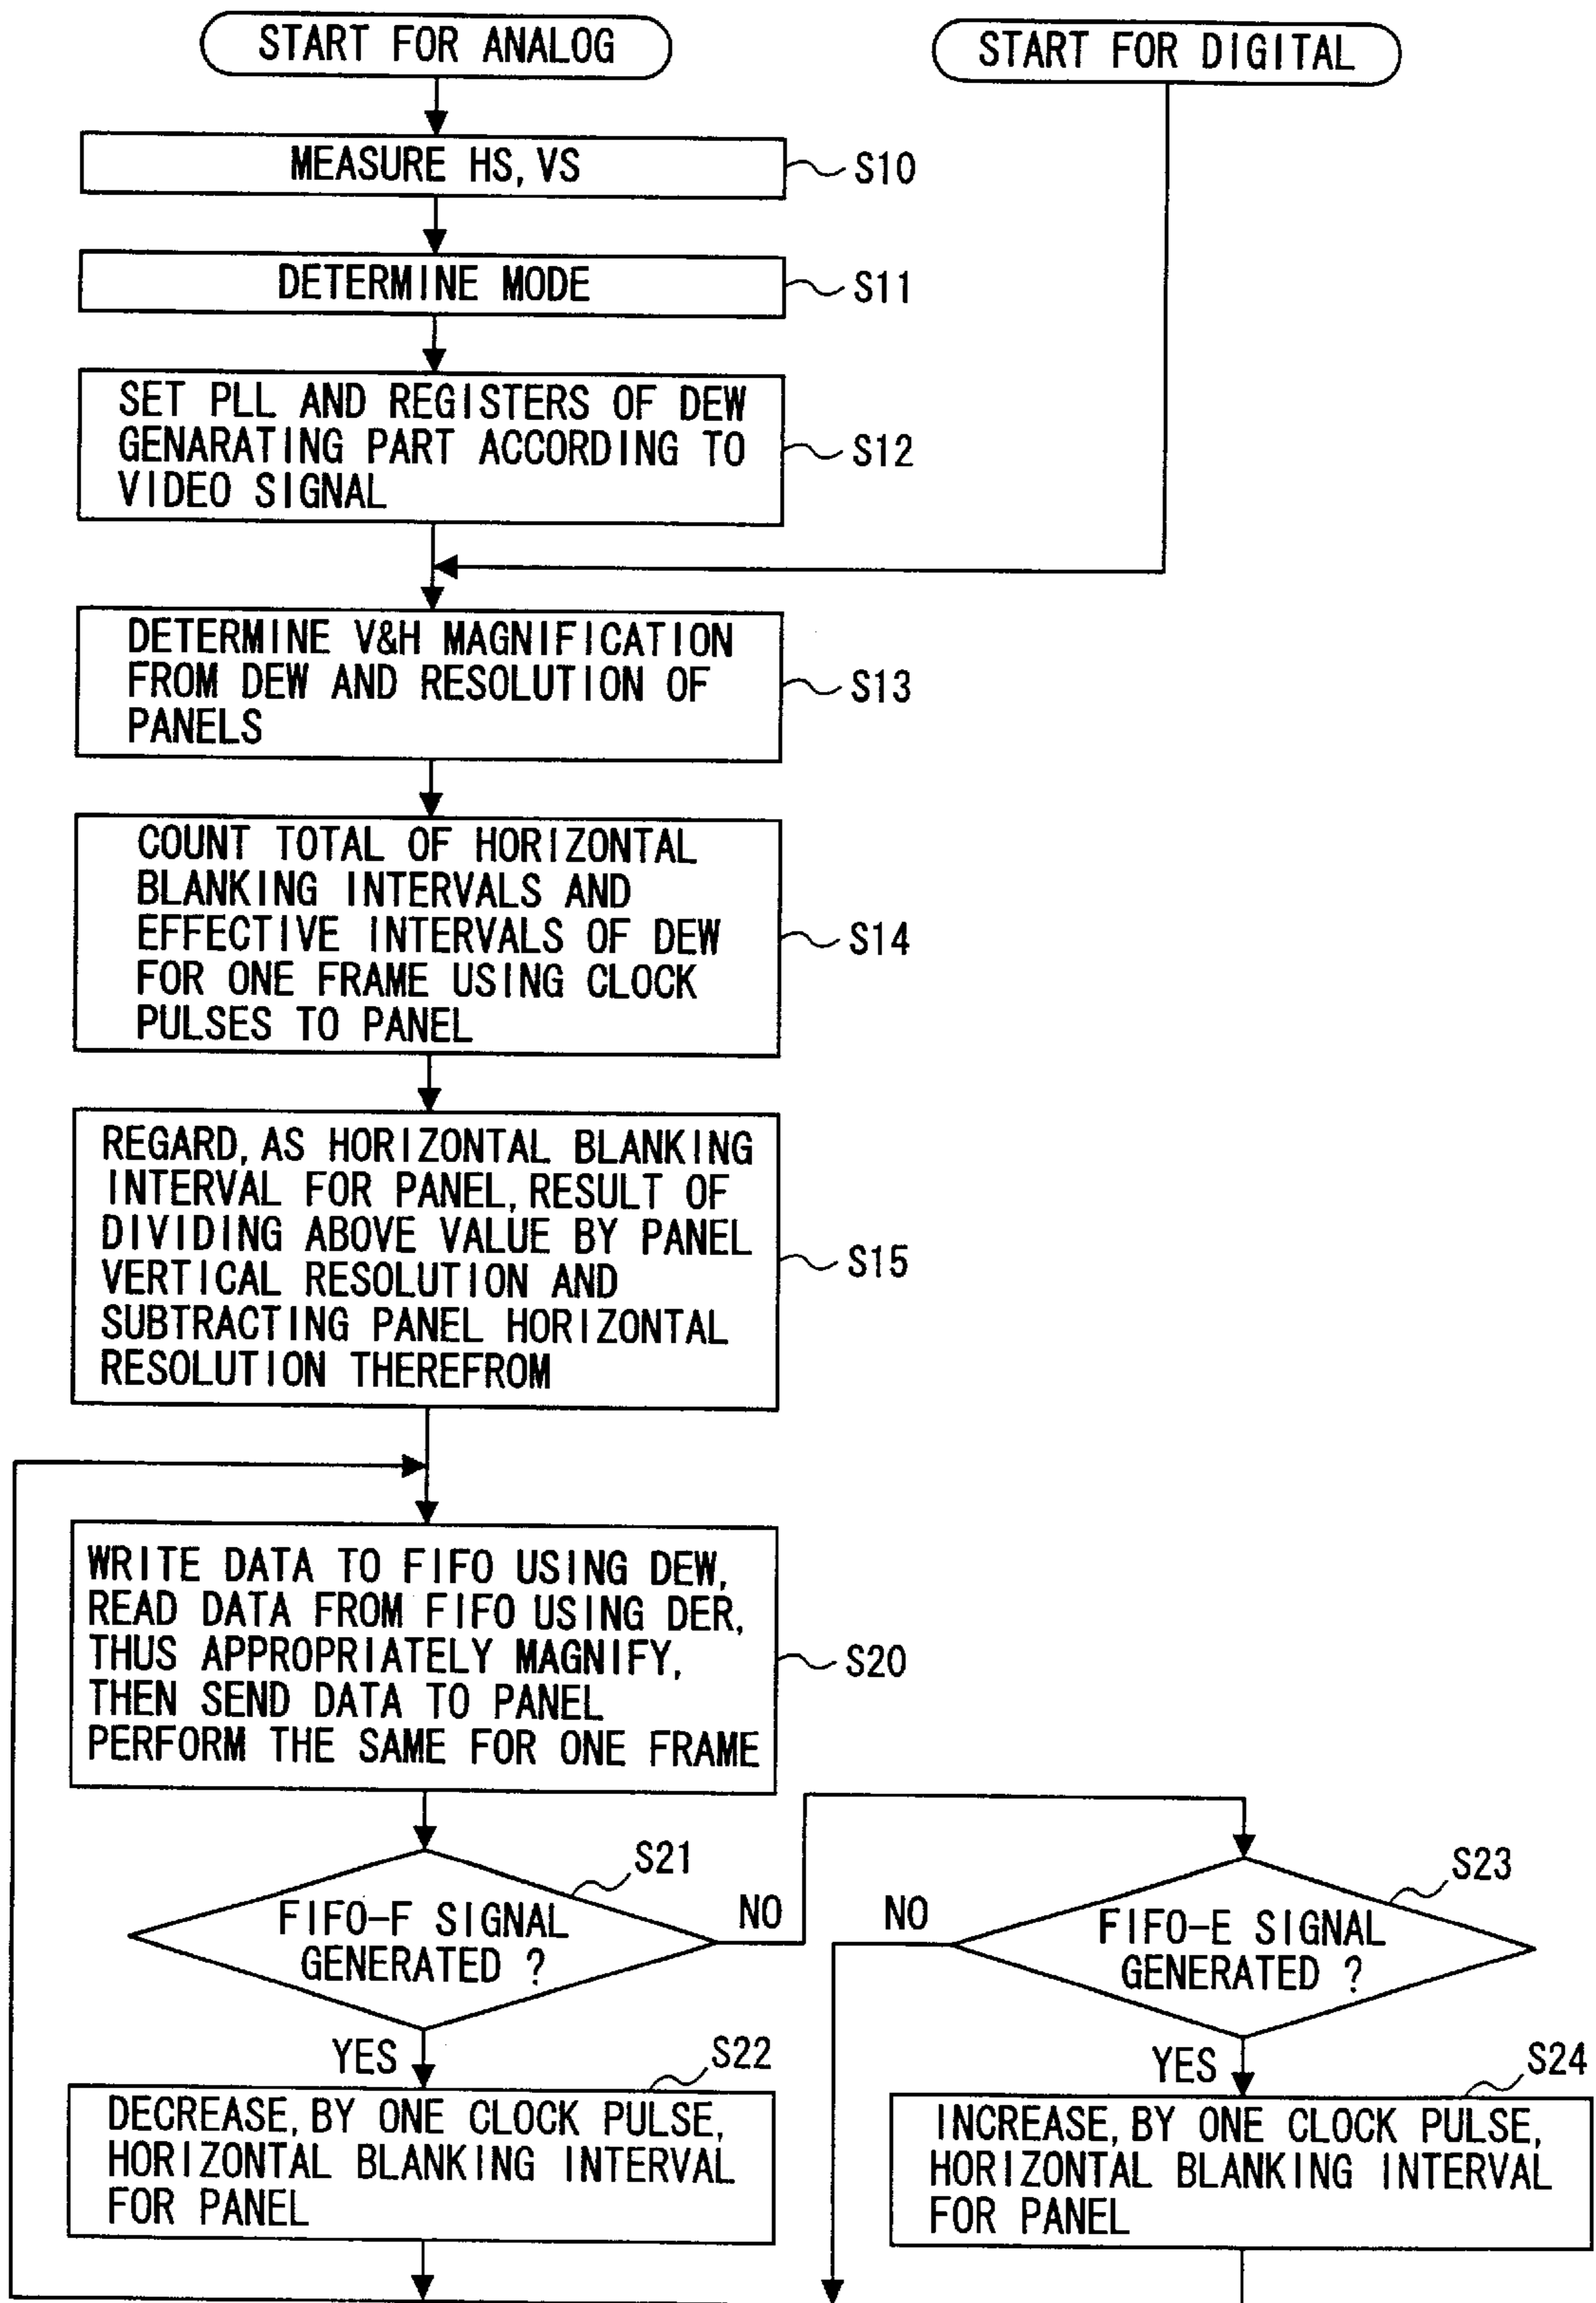 START FOR ANALOG
START FOR DIGITAL
MEASURE HS, VS
S10
DETERMINE MODE
S11
SET PLL AND REGISTERS OF DEW
GENARATING PART ACCORDING TO
VIDEO SIGNAL
S12
DETERMINE V&H MAGNIFICATION
FROM DEW AND RESOLUTION OF
PANELS
S13
COUNT TOTAL OF HORIZONTAL
BLANKING INTERVALS AND
EFFECTIVE INTERVALS OF DEW
FOR ONE FRAME USING CLOCK
PULSES TO PANEL
S14
REGARD, AS HORIZONTAL BLANKING
INTERVAL FOR PANEL, RESULT OF
DIVIDING ABOVE VALUE BY PANEL
VERTICAL RESOLUTION AND
SUBTRACTING PANEL HORIZONTAL
RESOLUTION THEREFROM
S15
WRITE DATA TO FIFO USING DEW,
READ DATA FROM FIFO USING DER,
THUS APPROPRIATELY MAGNIFY,
THEN SEND DATA TO PANEL
PERFORM THE SAME FOR ONE FRAME
S20
S21
FIFO-F SIGNAL
GENERATED ?
NO
YES
S23
FIFO-E SIGNAL
GENERATED ?
NO
YES
S22
DECREASE, BY ONE CLOCK PULSE,
HORIZONTAL BLANKING INTERVAL
FOR PANEL
S24
INCREASE, BY ONE CLOCK PULSE,
HORIZONTAL BLANKING INTERVAL
FOR PANEL